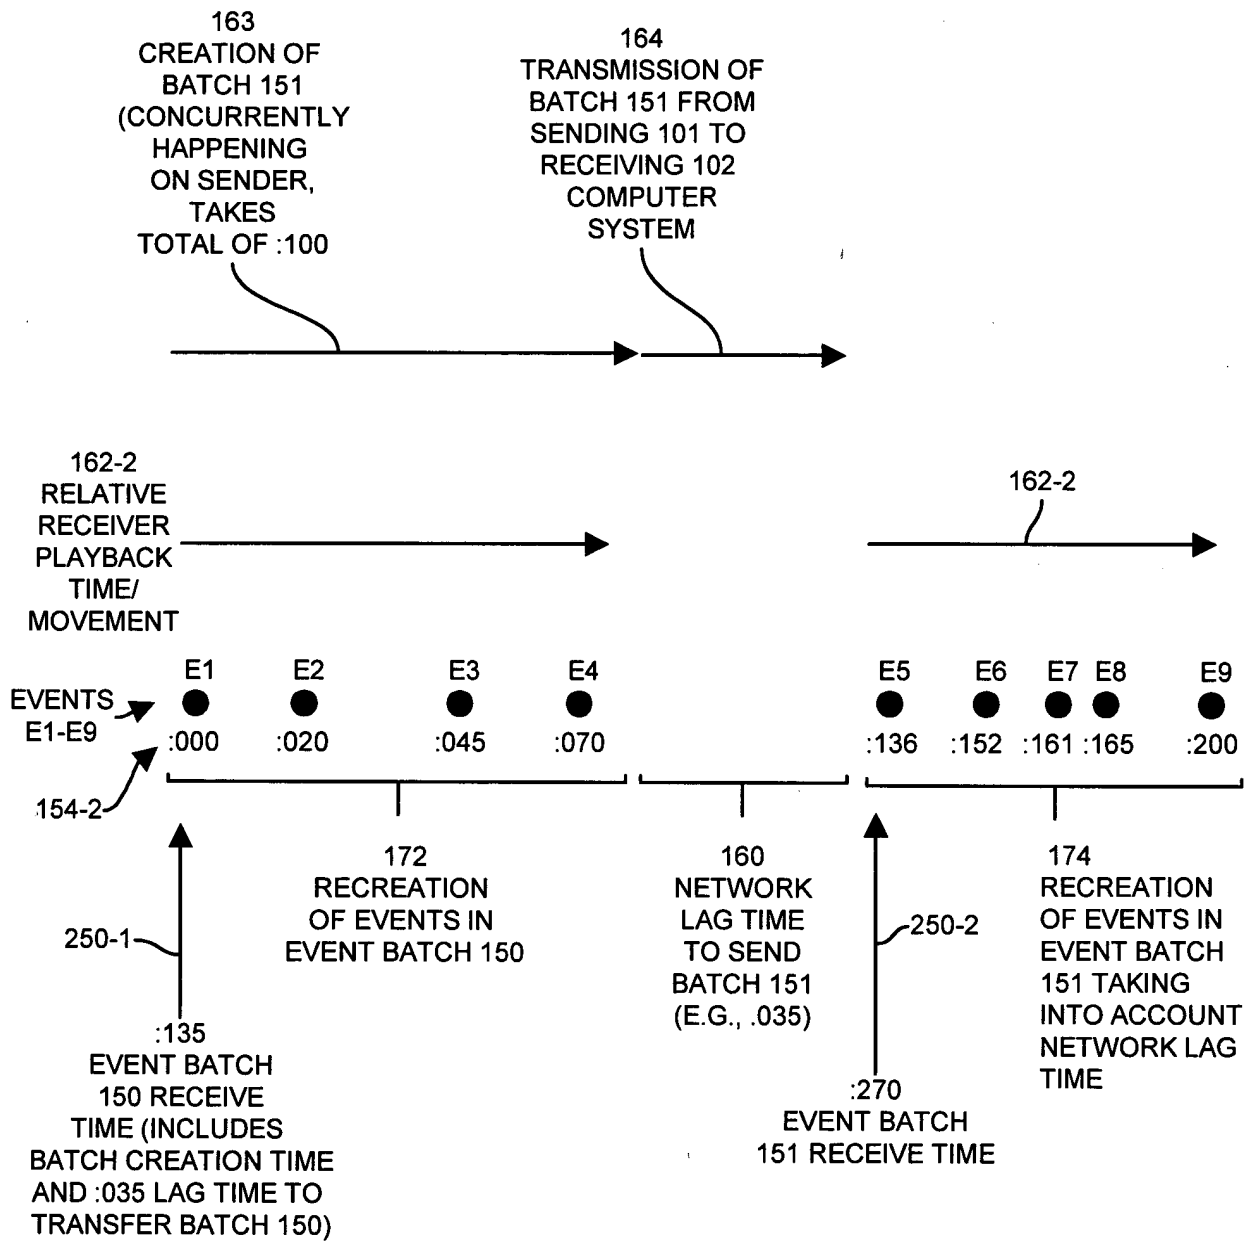 163
CREATION OF
BATCH 151
(CONCURRENTLY
HAPPENING
ON SENDER,
TAKES
TOTAL OF :100
164
TRANSMISSION OF
BATCH 151 FROM
SENDING 101 TO
RECEIVING 102
COMPUTER
SYSTEM
162-2
RELATIVE
RECEIVER
PLAYBACK
TIME/
MOVEMENT
162-2
EVENTS
E1-E9
E1 E2 E3 E4 E5 E6 E7 E8 E9
:000 :020 :045 :070 :136 :152 :161 :165 :200
154-2
172
RECREATION
OF EVENTS IN
EVENT BATCH 150
160
NETWORK
LAG TIME
TO SEND
BATCH 151
(E.G., .035)
174
RECREATION
OF EVENTS IN
EVENT BATCH
151 TAKING
INTO ACCOUNT
NETWORK LAG
TIME
250-1
250-2
:135
EVENT BATCH
150 RECEIVE
TIME (INCLUDES
BATCH CREATION TIME
AND :035 LAG TIME TO
TRANSFER BATCH 150)
:270
EVENT BATCH
151 RECEIVE TIME